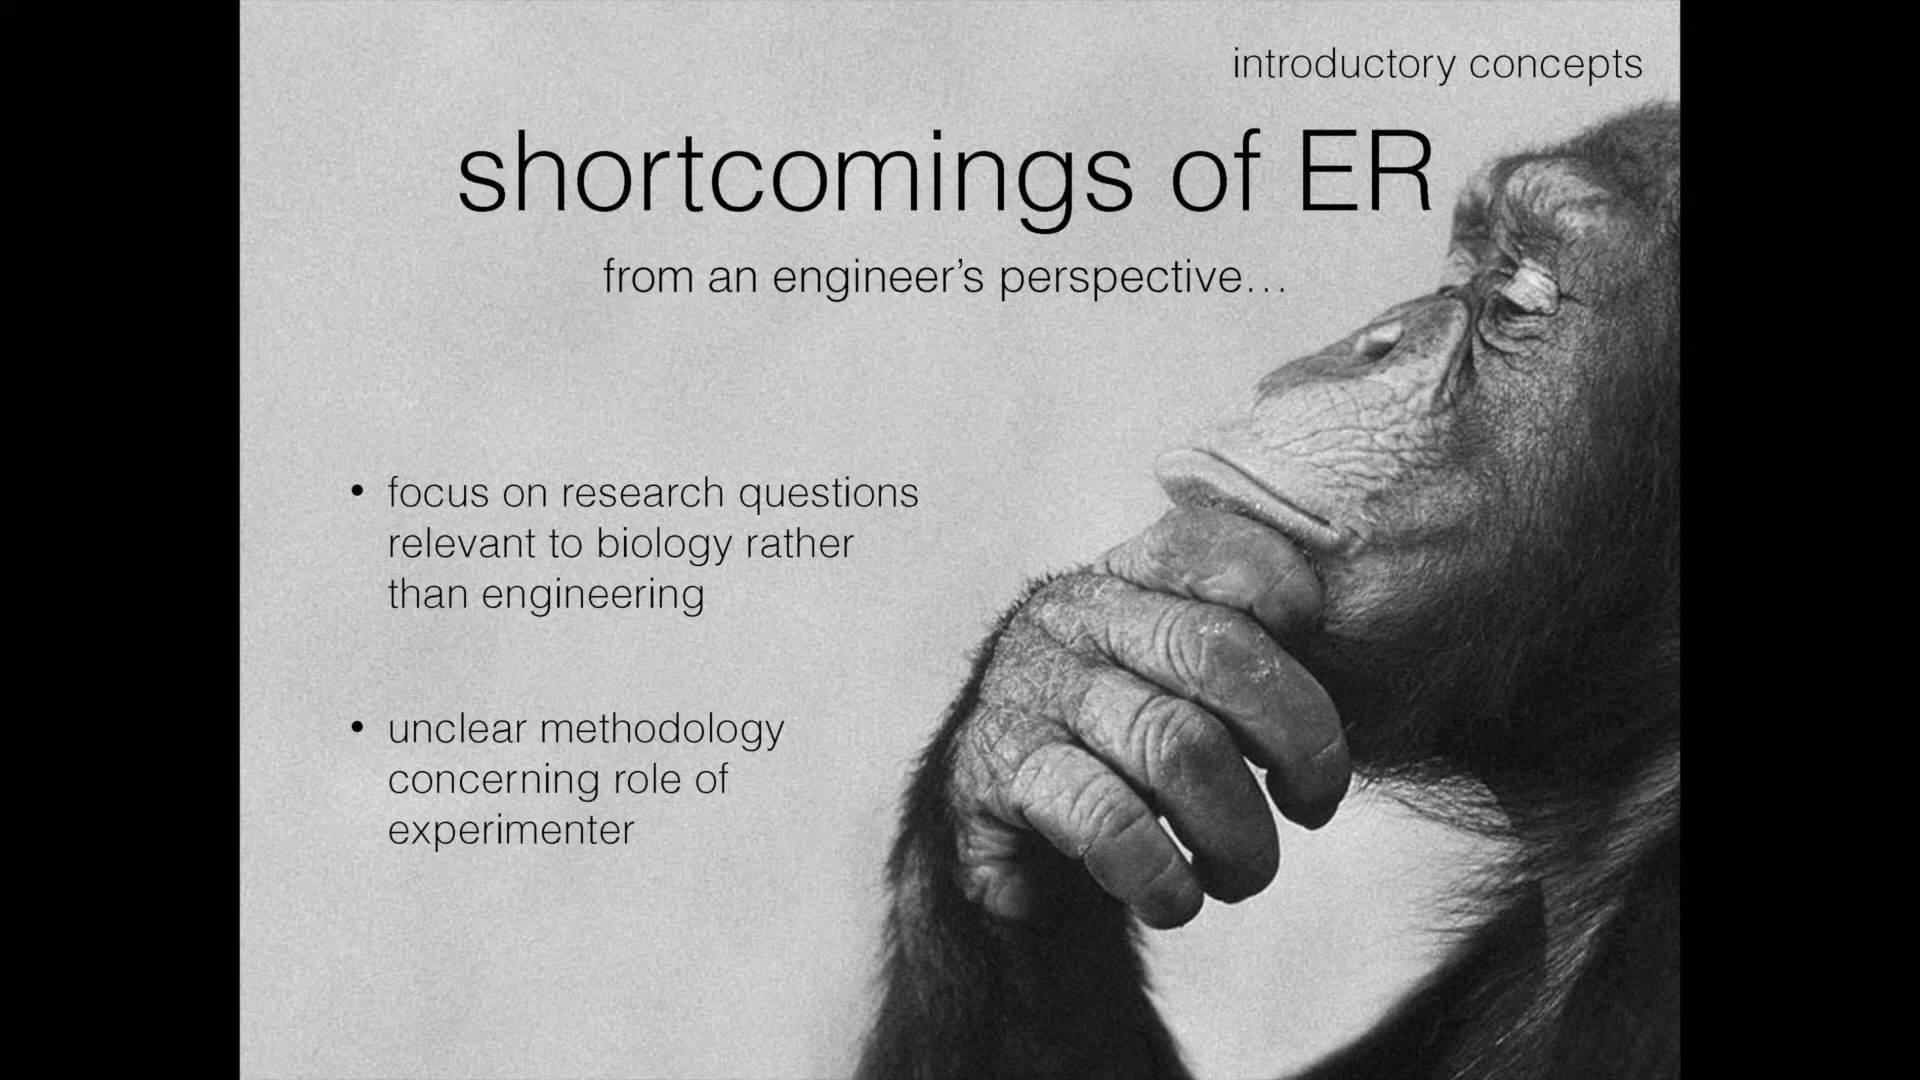 introductory concepts
shortcomings of ER
from an engineer’s perspective…
• focus on research questions
relevant to biology rather
than engineering
• unclear methodology
concerning role of
experimenter